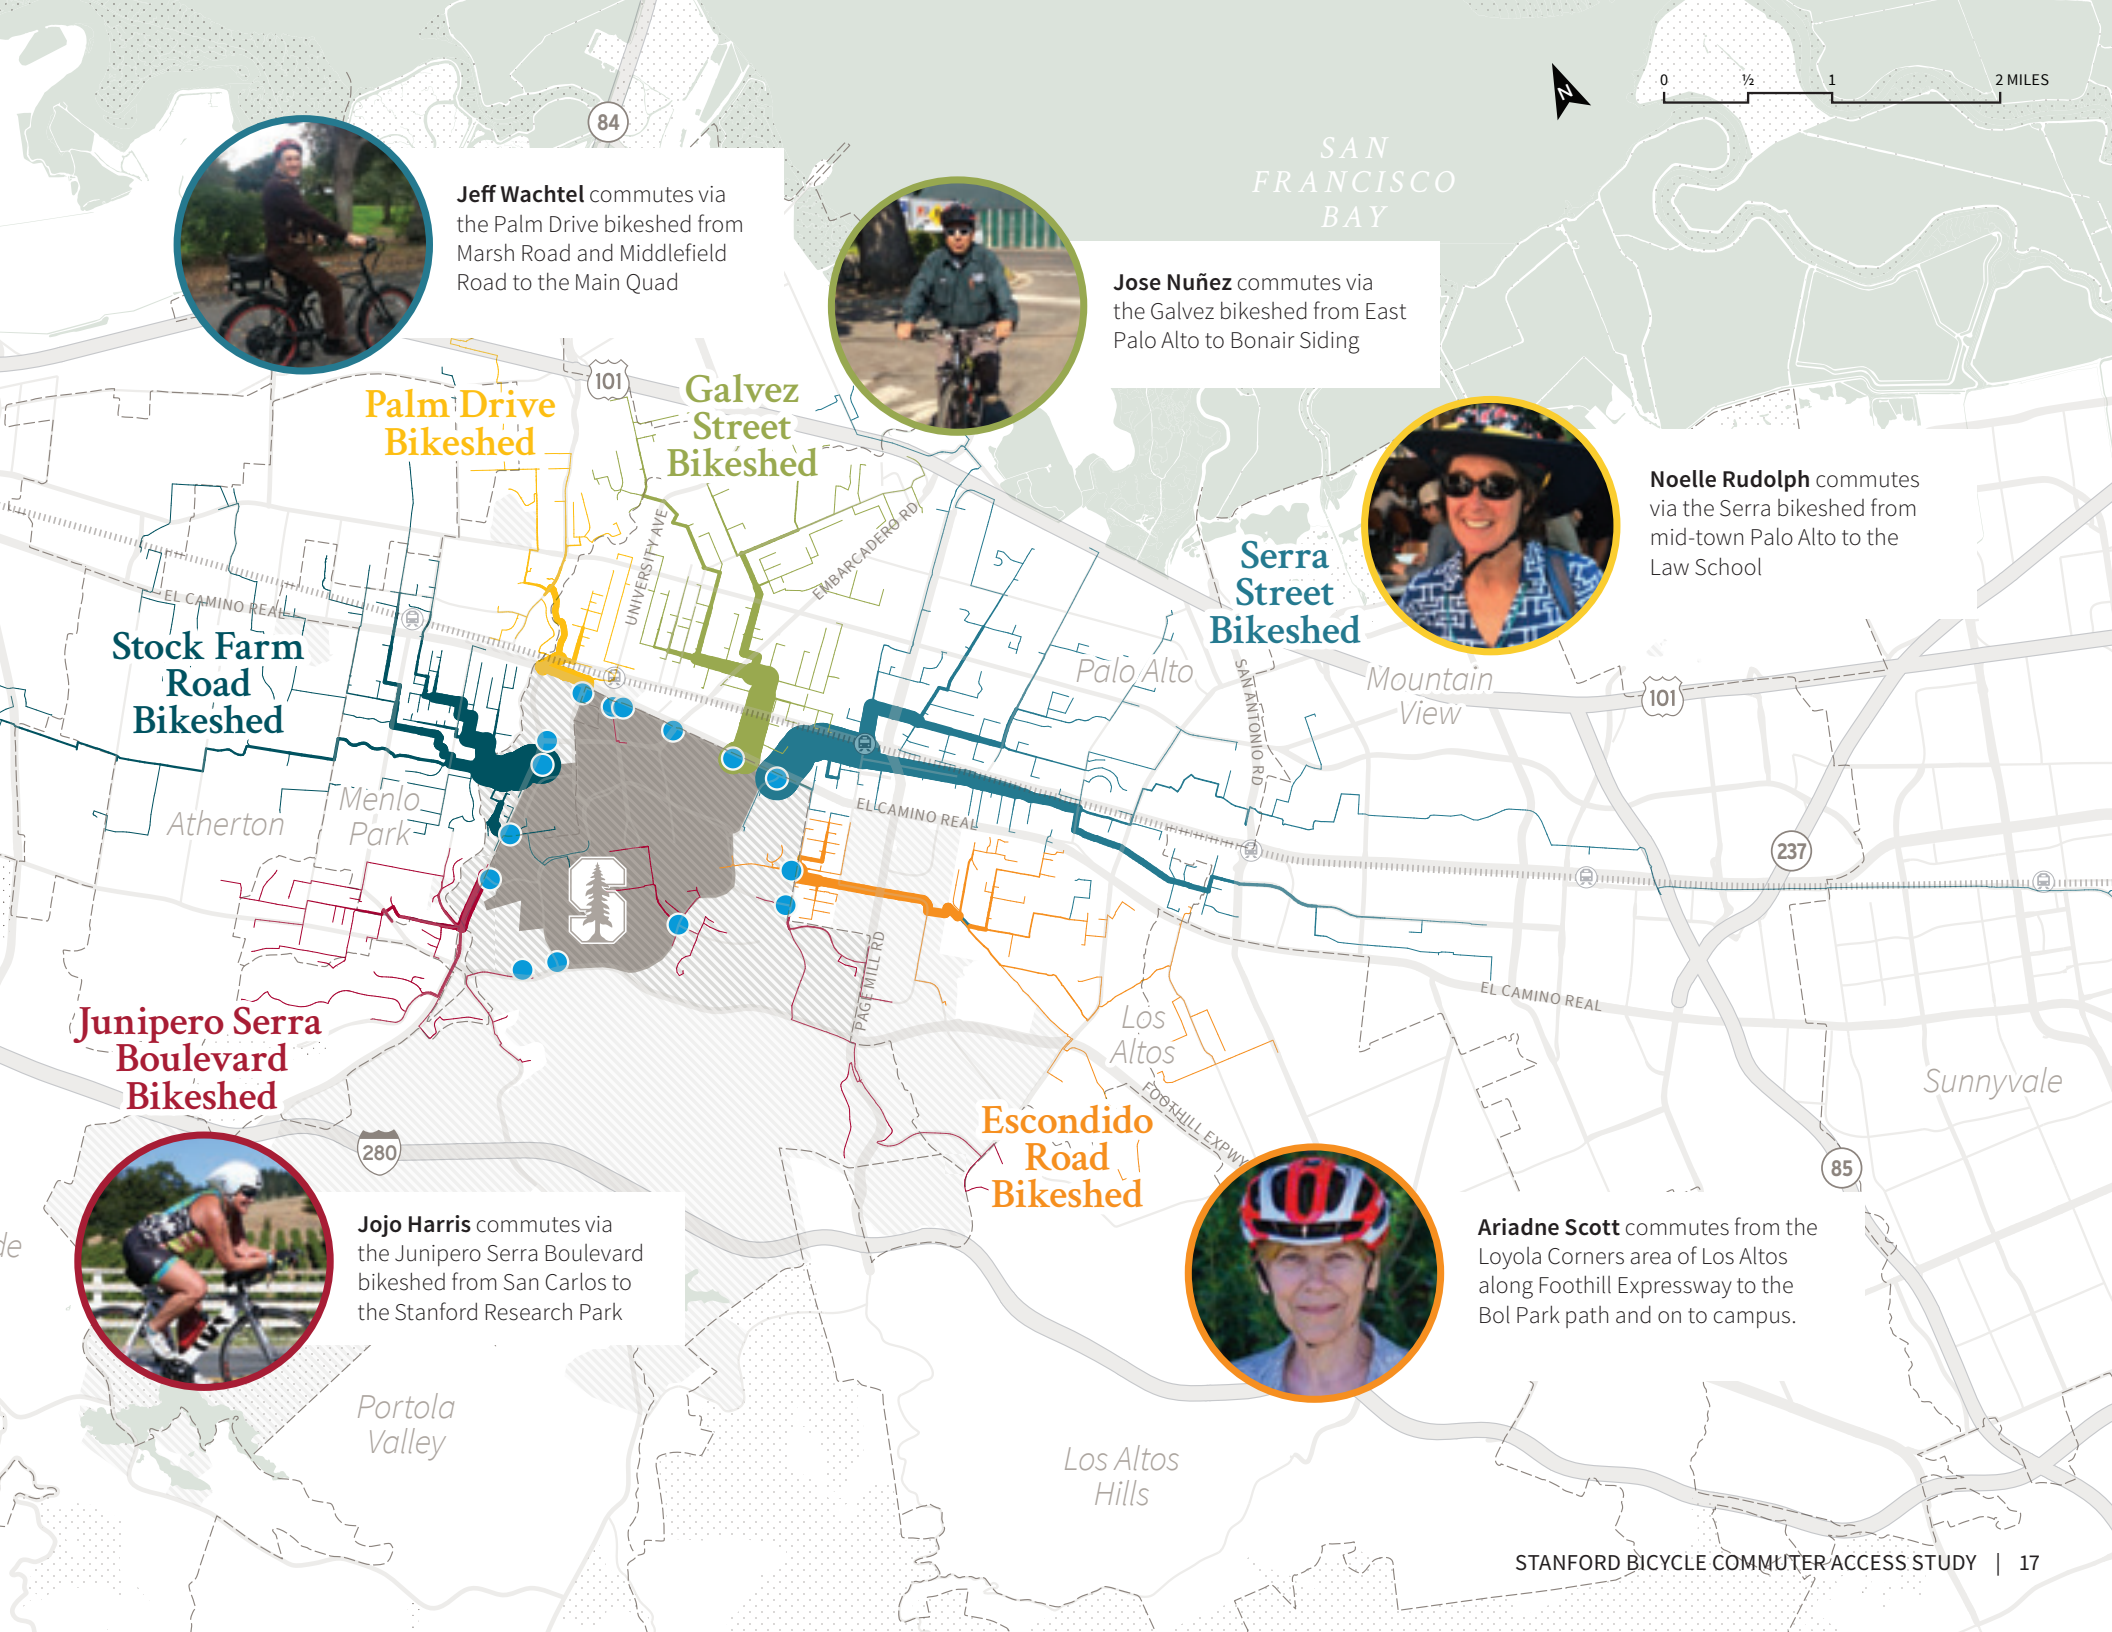 0 ½ 1 2 MILES
N
84
SAN
FRANCISCO
BAY
Jeff Wachtel commutes via
the Palm Drive bikeshed from
Marsh Road and Middlefield
Road to the Main Quad
Jose Nuñez commutes via
the Galvez bikeshed from East
Palo Alto to Bonair Siding
101
Palm Drive
Bikeshed
Galvez
Street
Bikeshed
Noelle Rudolph commutes
via the Serra bikeshed from
mid-town Palo Alto to the
Law School
UNIVERSITY AVE
EMBARCADERO RD
Serra
Street
Bikeshed
EL CAMINO REAL
Stock Farm
Road
Bikeshed
Palo Alto
SAN ANTONIO RD
Mountain
View
101
Menlo
Park
Atherton
EL CAMINO REAL
237
S
PAGE MILL RD
EL CAMINO REAL
Junipero Serra
Boulevard
Bikeshed
Los
Altos
Sunnyvale
FOOTHILL EXPWY
Escondido
Road
Bikeshed
280
85
de
Jojo Harris commutes via
the Junipero Serra Boulevard
bikeshed from San Carlos to
the Stanford Research Park
Ariadne Scott commutes from the
Loyola Corners area of Los Altos
along Foothill Expressway to the
Bol Park path and on to campus.
Portola
Valley
Los Altos
Hills
STANFORD BICYCLE COMMUTER ACCESS STUDY | 17